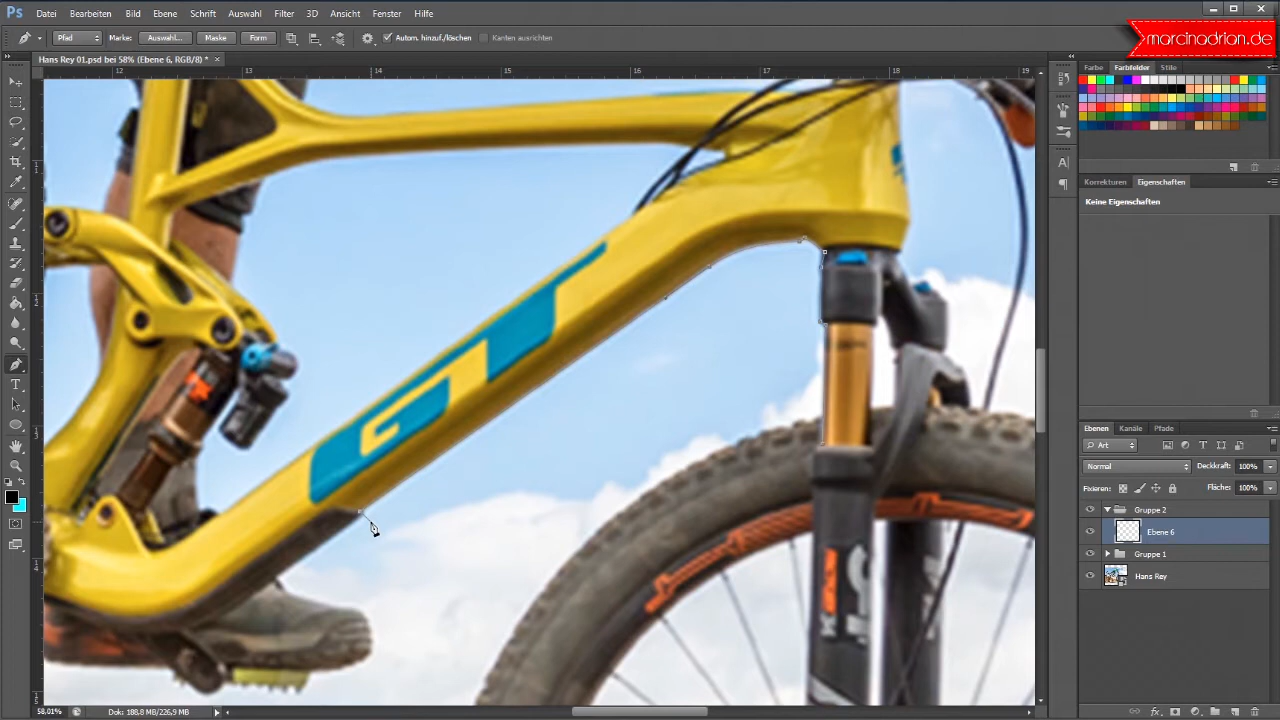 Ps Datei Bearbeiten Bild Ebene Schrift Auswahl Filter 3D Ansicht Fenster Hilfe
marcinadrian.de
Pfad Marke: Auswahl... Maske Form Autom. hinzuf./löschen Kanten ausrichten
Hans Rey 01.psd bei 58% (Ebene 6, RGB/8) *
Farbe Farbfelder Stile
12 13 14 15 16 17 18 19
Korrekturen Eigenschaften
Keine Eigenschaften
Ebenen Kanäle Pfade
Art
Normal Deckkraft: 100%
Fixieren: Fläche: 100%
Gruppe 2
Ebene 6
Gruppe 1
Hans Rey
58.01% Dok: 188,8 MB/226,9 MB